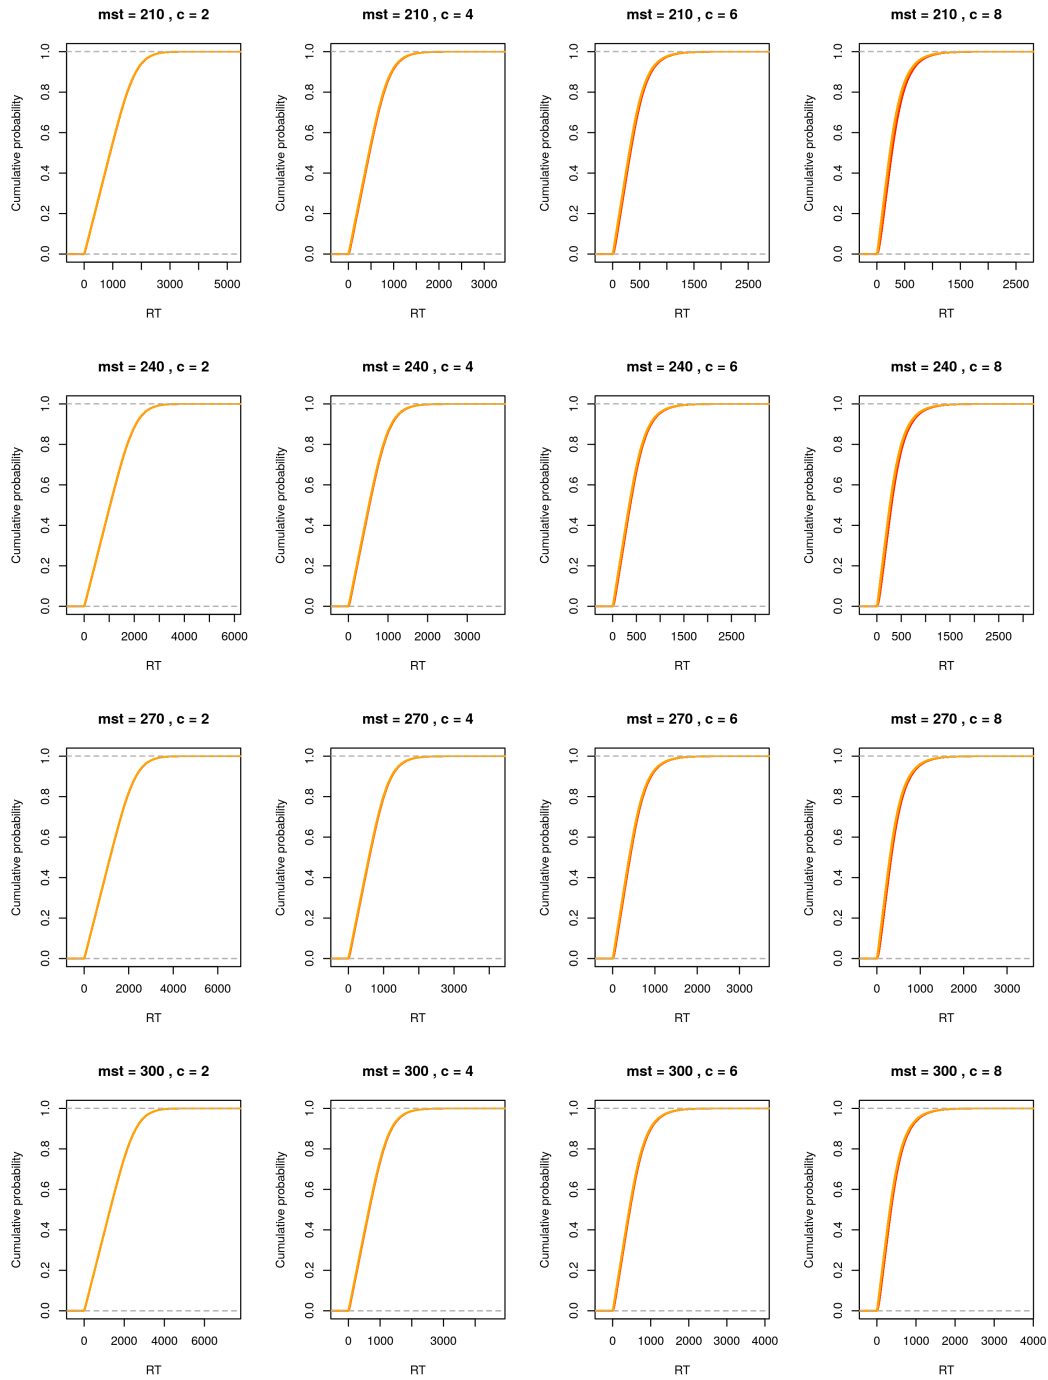 mst = 210 , c = 2 mst = 210 , c = 4 mst = 210 , c = 6 mst = 210 , c = 8
Cumulative probability Cumulative probability Cumulative probability Cumulative probability
1.0 1.0 1.0 1.0
0.8 0.8 0.8 0.8
0.6 0.6 0.6 0.6
0.4 0.4 0.4 0.4
0.2 0.2 0.2 0.2
0.0 0.0 0.0 0.0
0 1000 3000 5000 0 1000 2000 3000 0 500 1500 2500 0 500 1500 2500
RT RT RT RT
mst = 240 , c = 2 mst = 240 , c = 4 mst = 240 , c = 6 mst = 240 , c = 8
Cumulative probability Cumulative probability Cumulative probability Cumulative probability
1.0 1.0 1.0 1.0
0.8 0.8 0.8 0.8
0.6 0.6 0.6 0.6
0.4 0.4 0.4 0.4
0.2 0.2 0.2 0.2
0.0 0.0 0.0 0.0
0 2000 4000 6000 0 1000 2000 3000 0 500 1500 2500 0 500 1500 2500
RT RT RT RT
mst = 270 , c = 2 mst = 270 , c = 4 mst = 270 , c = 6 mst = 270 , c = 8
Cumulative probability Cumulative probability Cumulative probability Cumulative probability
1.0 1.0 1.0 1.0
0.8 0.8 0.8 0.8
0.6 0.6 0.6 0.6
0.4 0.4 0.4 0.4
0.2 0.2 0.2 0.2
0.0 0.0 0.0 0.0
0 2000 4000 6000 0 1000 3000 0 1000 2000 3000 0 1000 2000 3000
RT RT RT RT
mst = 300 , c = 2 mst = 300 , c = 4 mst = 300 , c = 6 mst = 300 , c = 8
Cumulative probability Cumulative probability Cumulative probability Cumulative probability
1.0 1.0 1.0 1.0
0.8 0.8 0.8 0.8
0.6 0.6 0.6 0.6
0.4 0.4 0.4 0.4
0.2 0.2 0.2 0.2
0.0 0.0 0.0 0.0
0 2000 4000 6000 0 1000 3000 0 1000 2000 3000 4000 0 1000 2000 3000 4000
RT RT RT RT